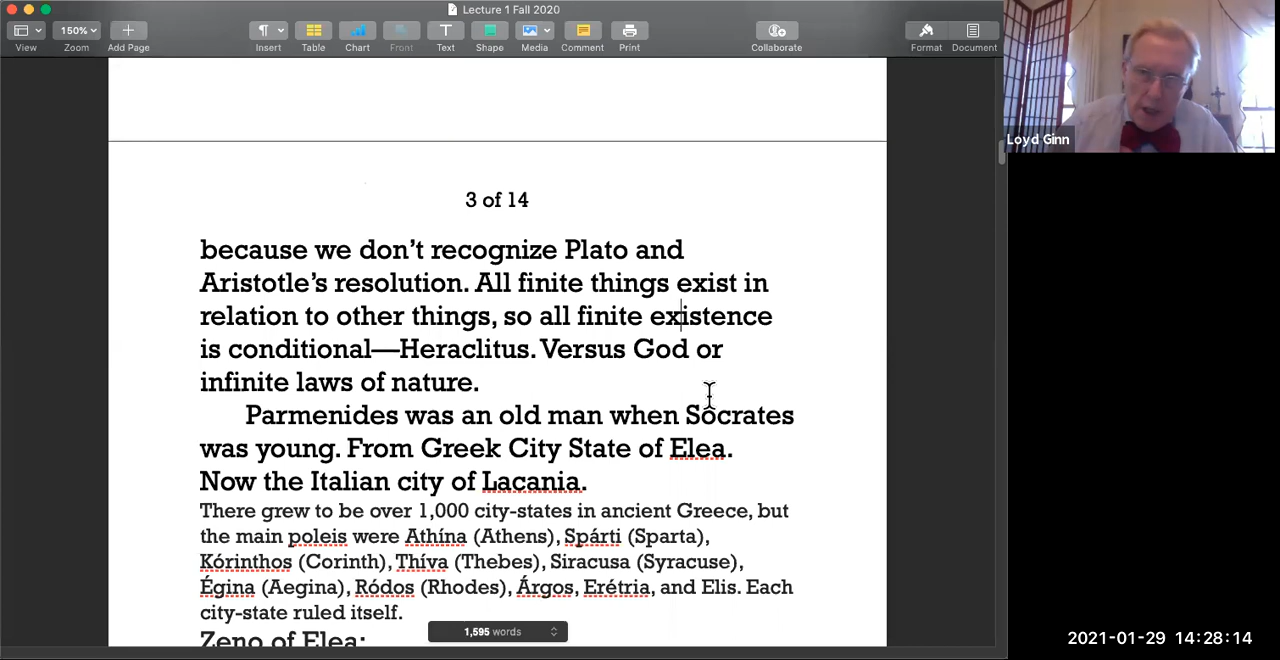 Lecture 1 Fall 2020
150%
View
Zoom
Add Page
Insert
Table
Chart
Front
Text
Shape
Media
Comment
Print
Collaborate
Format
Document
Loyd Ginn
3 of 14
because we don’t recognize Plato and
Aristotle’s resolution. All finite things exist in
relation to other things, so all finite existence
is conditional—Heraclitus. Versus God or
infinite laws of nature.
Parmenides was an old man when Socrates
was young. From Greek City State of Elea.
Now the Italian city of Lacania.
There grew to be over 1,000 city-states in ancient Greece, but
the main poleis were Athína (Athens), Spárti (Sparta),
Kórinthos (Corinth), Thíva (Thebes), Siracusa (Syracuse),
Égina (Aegina), Ródos (Rhodes), Árgos, Erétria, and Elis. Each
city-state ruled itself.
Zeno of Elea:
1,595 words
2021-01-29 14:28:14